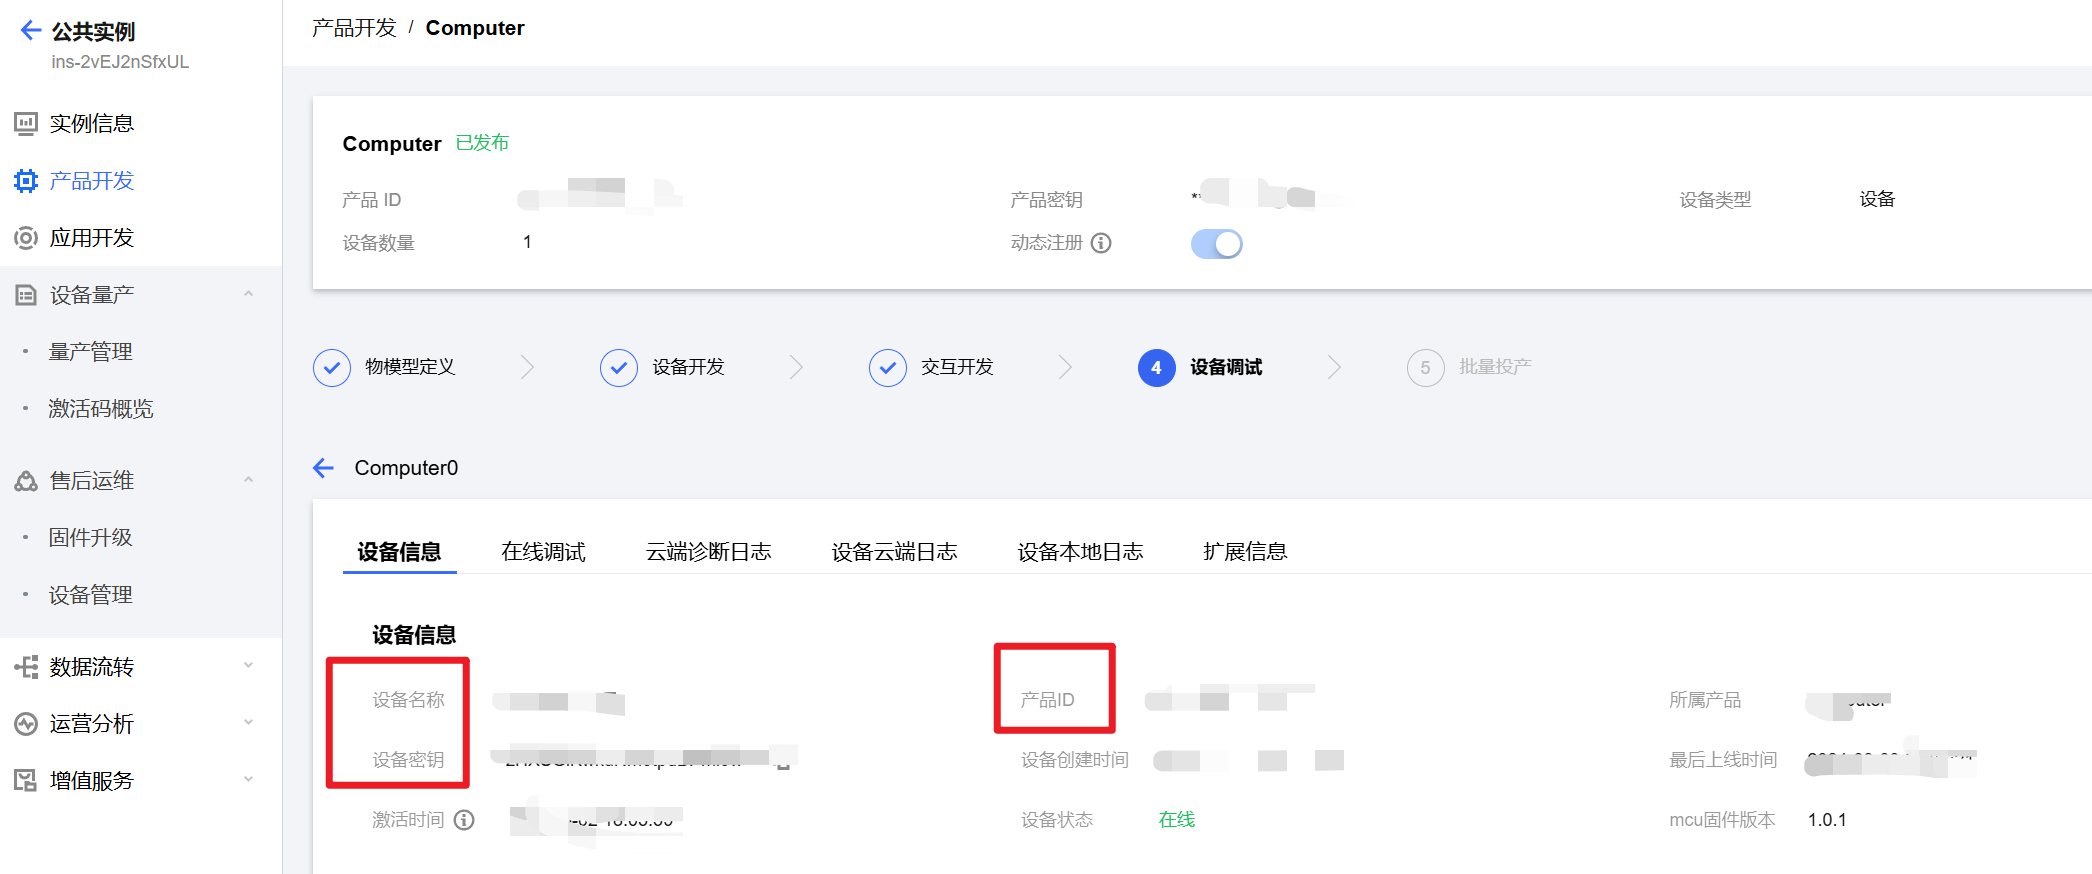 公共实例
ins-2vEJ2nSfxUL
实例信息
产品开发
应用开发
设备量产
量产管理
激活码概览
售后运维
固件升级
设备管理
数据流转
运营分析
增值服务
产品开发 / Computer
Computer 已发布
产品 ID
产品密钥
设备类型 设备
设备数量 1
动态注册
物模型定义
设备开发
交互开发
4 设备调试
5 批量投产
Computer0
设备信息 在线调试 云端诊断日志 设备云端日志 设备本地日志 扩展信息
设备信息
设备名称
产品ID
所属产品
设备密钥
设备创建时间
最后上线时间
激活时间
设备状态 在线
mcu固件版本 1.0.1